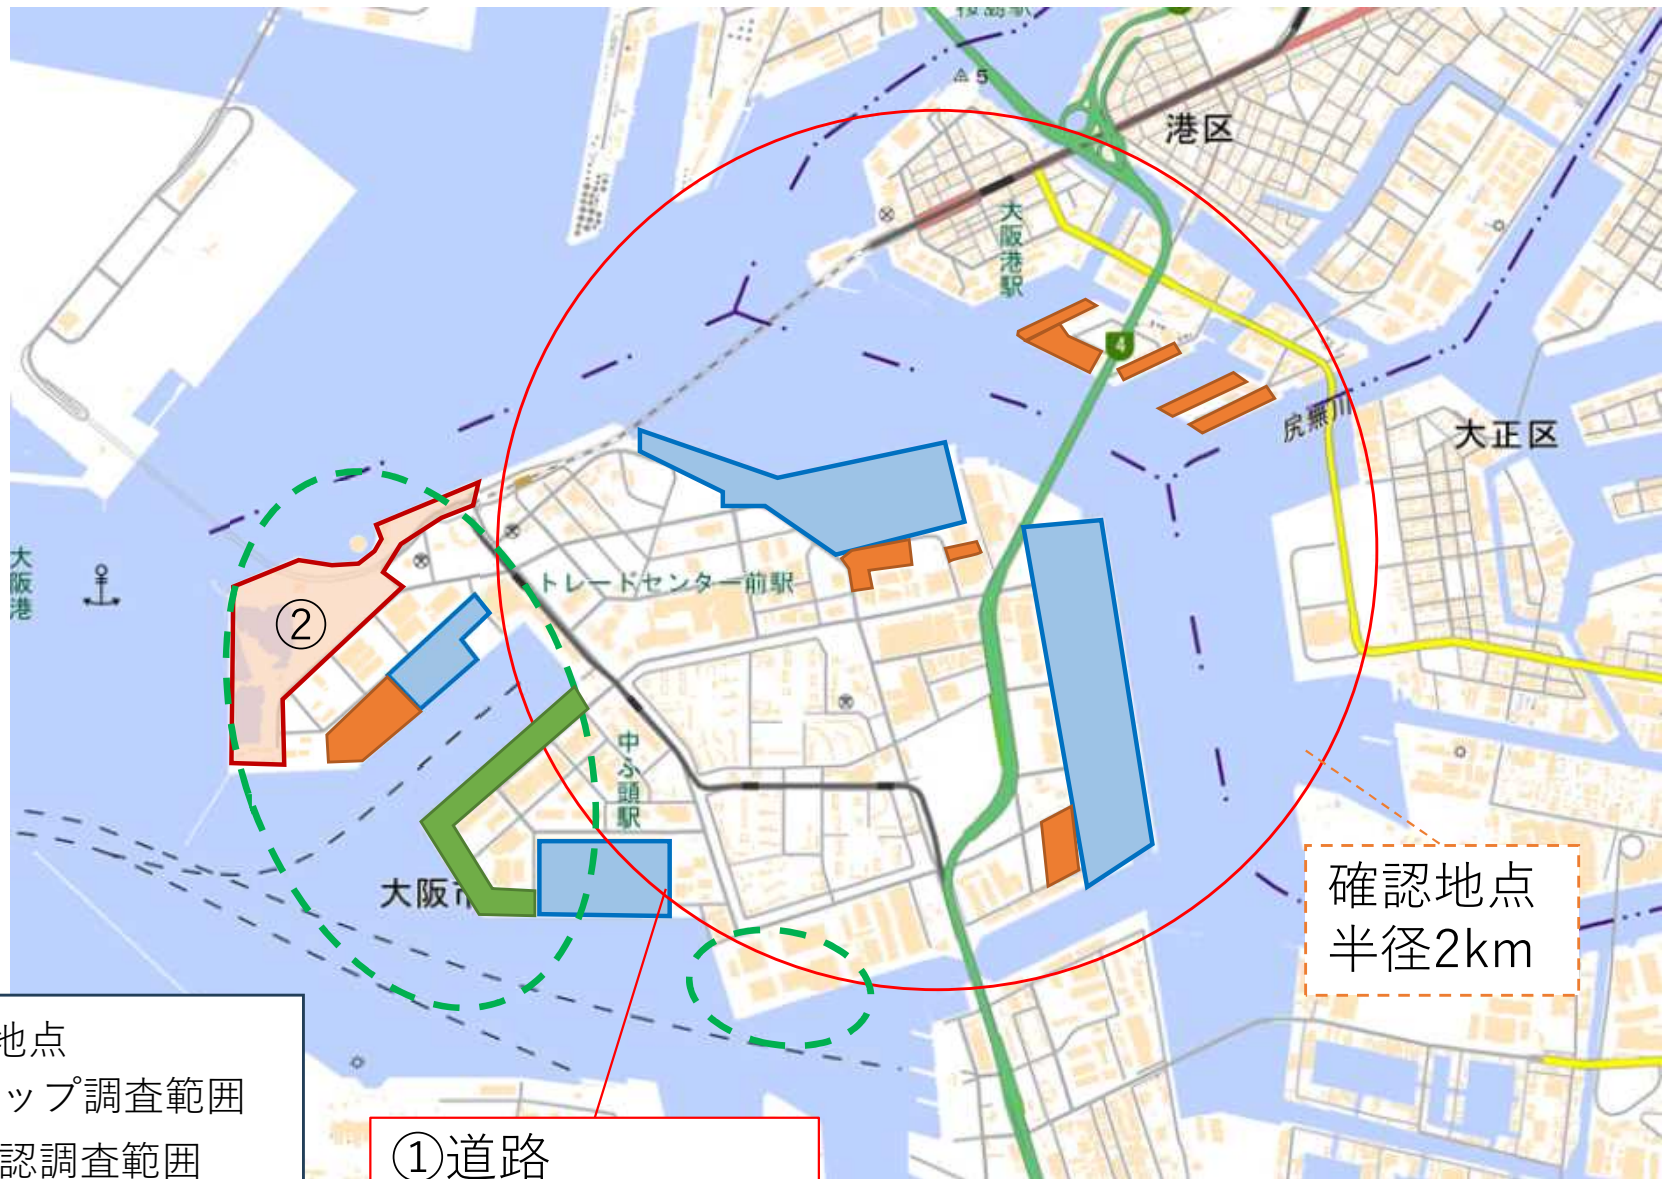 5
港区
大阪港駅
4
尻無川
大正区
大阪港
②
トレードセンター前駅
中ふ頭駅
大阪市
確認地点
半径2km
地点
ップ調査範囲
認調査範囲
①道路